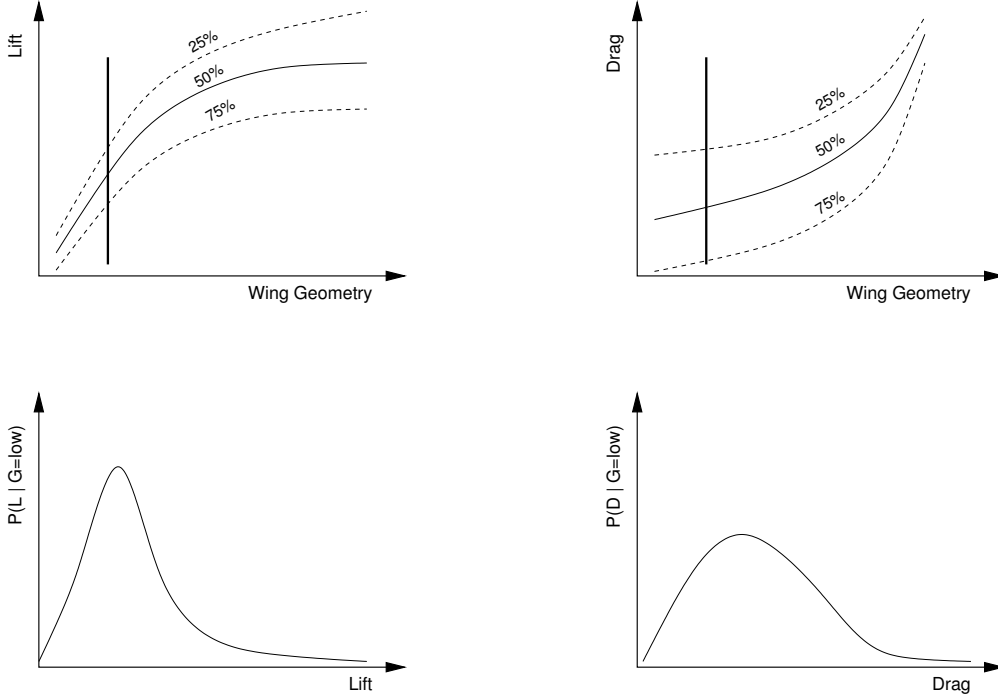 Lift
25%
50%
75%
Wing Geometry
Drag
25%
50%
75%
Wing Geometry
P(L | G=low)
Lift
P(D | G=low)
Drag